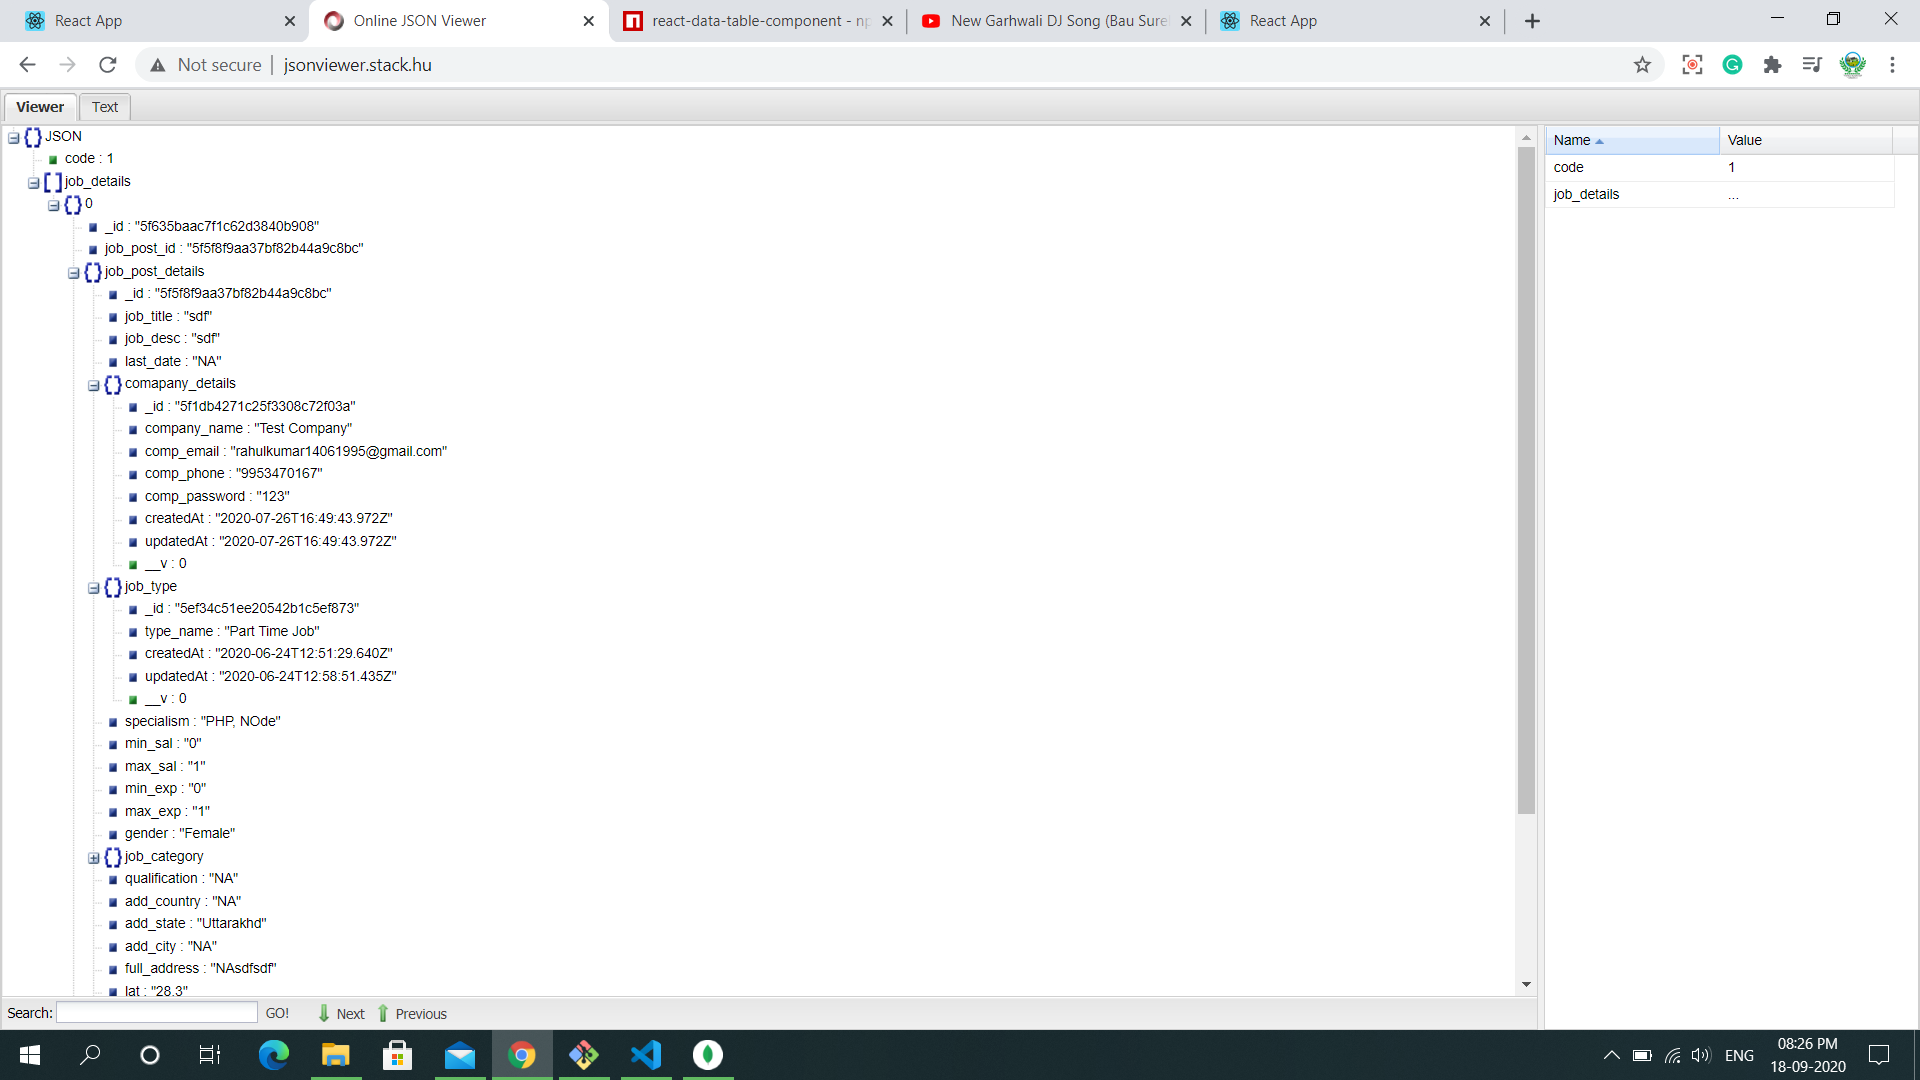 React App
Online JSON Viewer
react-data-table-component - np
New Garhwali DJ Song (Bau Sure
React App
Not secure
jsonviewer.stack.hu
Viewer
Text
JSON
code : 1
job_details
0
_id : "5f635baac7f1c62d3840b908"
job_post_id : "5f5f8f9aa37bf82b44a9c8bc"
job_post_details
_id : "5f5f8f9aa37bf82b44a9c8bc"
job_title : "sdf"
job_desc : "sdf"
last_date : "NA"
comapany_details
_id : "5f1db4271c25f3308c72f03a"
company_name : "Test Company"
comp_email : "rahulkumar14061995@gmail.com"
comp_phone : "9953470167"
comp_password : "123"
createdAt : "2020-07-26T16:49:43.972Z"
updatedAt : "2020-07-26T16:49:43.972Z"
__v : 0
job_type
_id : "5ef34c51ee20542b1c5ef873"
type_name : "Part Time Job"
createdAt : "2020-06-24T12:51:29.640Z"
updatedAt : "2020-06-24T12:58:51.435Z"
__v : 0
specialism : "PHP, NOde"
min_sal : "0"
max_sal : "1"
min_exp : "0"
max_exp : "1"
gender : "Female"
job_category
qualification : "NA"
add_country : "NA"
add_state : "Uttarakhd"
add_city : "NA"
full_address : "NAsdfsdf"
lat : "28.3"
Name
Value
code
1
job_details
...
Search:
GO!
Next
Previous
ENG
08:26 PM
18-09-2020